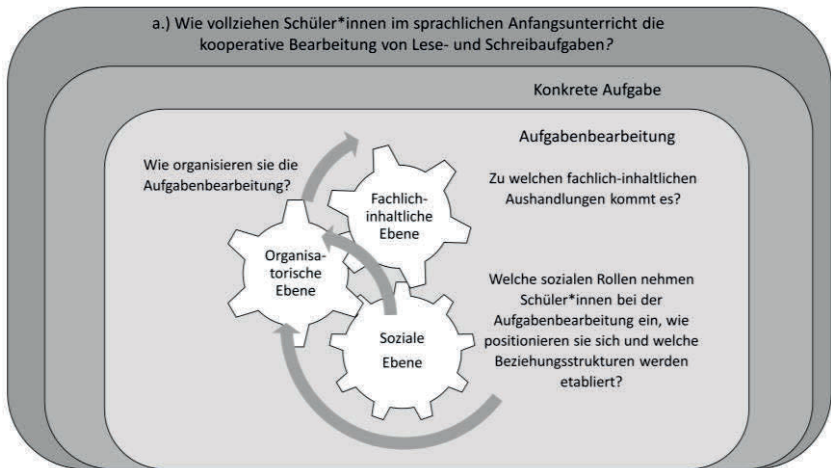 a.) Wie vollziehen Schüler*innen im sprachlichen Anfangsunterricht die
kooperative Bearbeitung von Lese- und Schreibaufgaben?
Konkrete Aufgabe
Aufgabenbearbeitung
Wie organisieren sie die
Aufgabenbearbeitung?
Zu welchen fachlich-inhaltlichen
Aushandlungen kommt es?
Fachlich-
inhaltliche
Ebene
Organisa-
torische
Ebene
Soziale
Ebene
Welche sozialen Rollen nehmen
Schüler*innen bei der
Aufgabenbearbeitung ein, wie
positionieren sie sich und welche
Beziehungsstrukturen werden
etabliert?